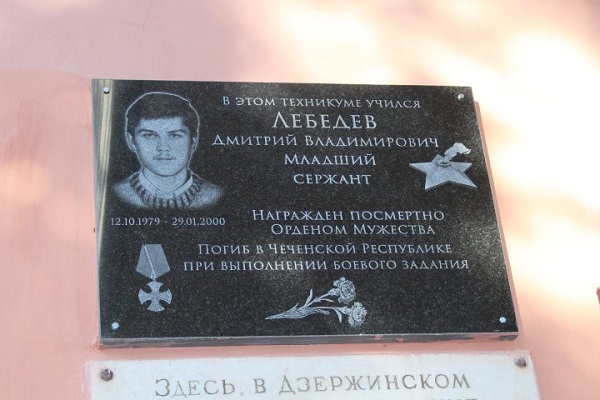 В этом техникуме учился
Лебедев
Дмитрий Владимирович
Младший
сержант
12.10.1979 - 29.01.2000
Награжден посмертно
Орденом Мужества
Погиб в Чеченской Республике
при выполнении боевого задания
Здесь, в Дзержинском